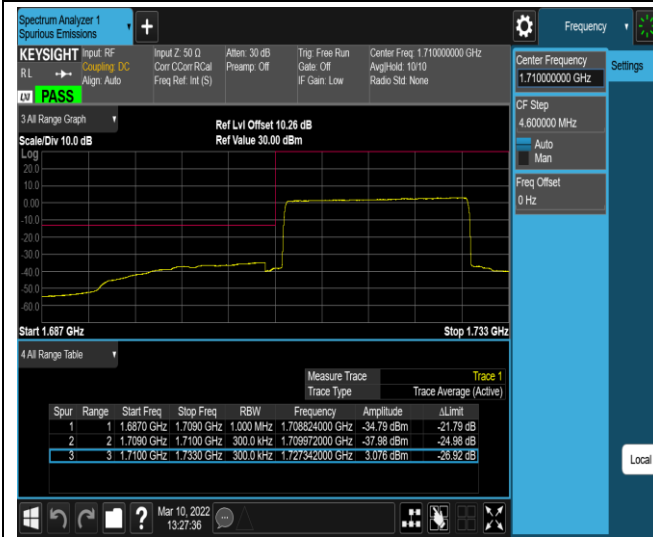 Spectrum Analyzer 1
Spurious Emissions
Frequency
KEYSIGHT Input: RF Input Z: 50 Ω Atten: 30 dB Trig: Free Run Center Freq: 1.710000000 GHz
RL Coupling: DC Corr CCorr RCal Preamp: Off Gate: Off Avg|Hold: 10/10
Align: Auto Freq Ref: Int (S) IF Gain: Low Radio Std: None
LXI PASS
Center Frequency
1.710000000 GHz
Settings
CF Step
4.600000 MHz
Auto
Man
Freq Offset
0 Hz
3 All Range Graph
Ref Lvl Offset 10.26 dB
Scale/Div 10.0 dB Ref Value 30.00 dBm
Log
20.0
10.0
0.00
-10.0
-20.0
-30.0
-40.0
-50.0
-60.0
Start 1.687 GHz Stop 1.733 GHz
4 All Range Table
Measure Trace Trace 1
Trace Type Trace Average (Active)
Spur Range Start Freq Stop Freq RBW Frequency Amplitude ΔLimit
1 1 1.6870 GHz 1.7090 GHz 1.000 MHz 1.708824000 GHz -34.79 dBm -21.79 dB
2 2 1.7090 GHz 1.7100 GHz 300.0 kHz 1.709972000 GHz -37.98 dBm -24.98 dB
3 3 1.7100 GHz 1.7330 GHz 300.0 kHz 1.727342000 GHz 3.076 dBm -26.92 dB
Local
Mar 10, 2022
13:27:36